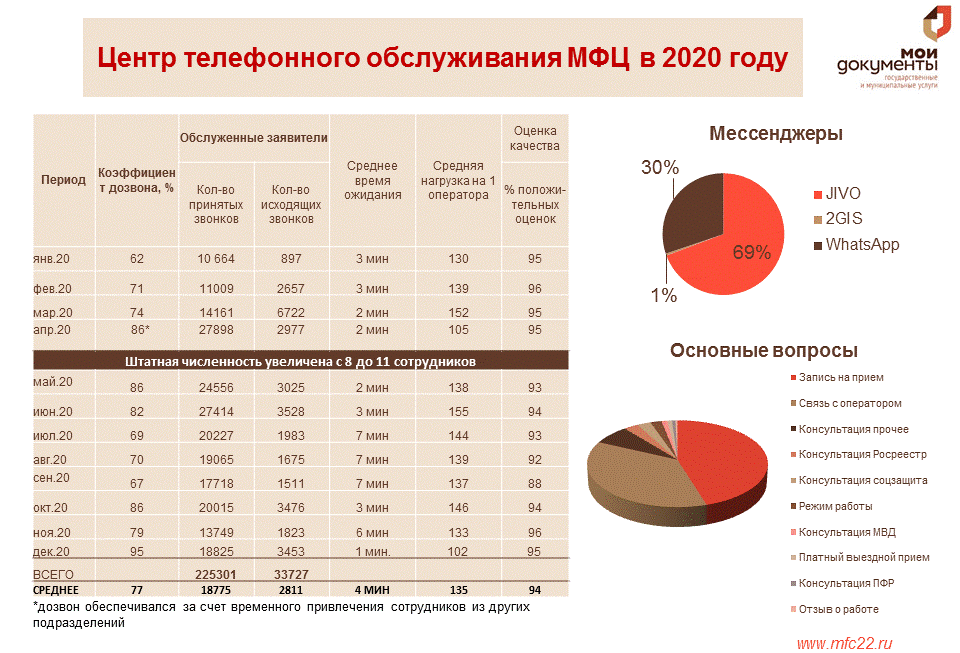 Центр телефонного обслуживания МФЦ в 2020 году
МОИ
ДОКУМЕНТЫ
государственные
и муниципальные услуги
Период Коэффициен
т дозвона, % Обслуженные заявители Среднее
время
ожидания Средняя
нагрузка на 1
оператора Оценка
качества
Кол-во
принятых
звонков Кол-во
исходящих
звонков % положи-
тельных
оценок
янв.20 62 10 664 897 3 мин 130 95
фев.20 71 11009 2657 3 мин 139 96
мар.20 74 14161 6722 2 мин 152 95
апр.20 86* 27898 2977 2 мин 105 95
Штатная численность увеличена с 8 до 11 сотрудников
май.20 86 24556 3025 2 мин 138 93
июн.20 82 27414 3528 3 мин 155 94
июл.20 69 20227 1983 7 мин 144 93
авг.20 70 19065 1675 7 мин 139 92
сен.20 67 17718 1511 7 мин 137 88
окт.20 86 20015 3476 3 мин 146 94
ноя.20 79 13749 1823 6 мин 133 96
дек.20 95 18825 3453 1 мин. 102 95
ВСЕГО 225301 33727
СРЕДНЕЕ 77 18775 2811 4 МИН 135 94
*дозвон обеспечивался за счет временного привлечения сотрудников из других
подразделений
Мессенджеры
30%
69%
1%
JIVO
2GIS
WhatsApp
Основные вопросы
Запись на прием
Связь с оператором
Консультация прочее
Консультация Росреестр
Консультация соцзащита
Режим работы
Консультация МВД
Платный выездной прием
Консультация ПФР
Отзыв о работе
www.mfc22.ru